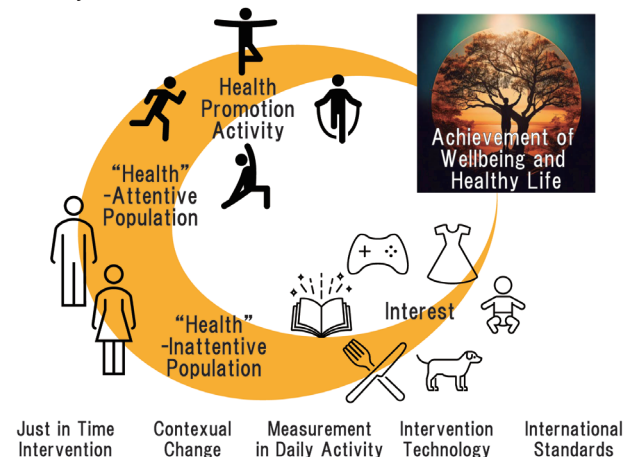 Health
Promotion
Activity
Achievement of
Wellbeing and
Healthy Life
“Health”
-Attentive
Population
Interest
“Health”
-Inattentive
Population
Just in Time
Intervention
Contexual
Change
Measurement
in Daily Activity
Intervention
Technology
International
Standards